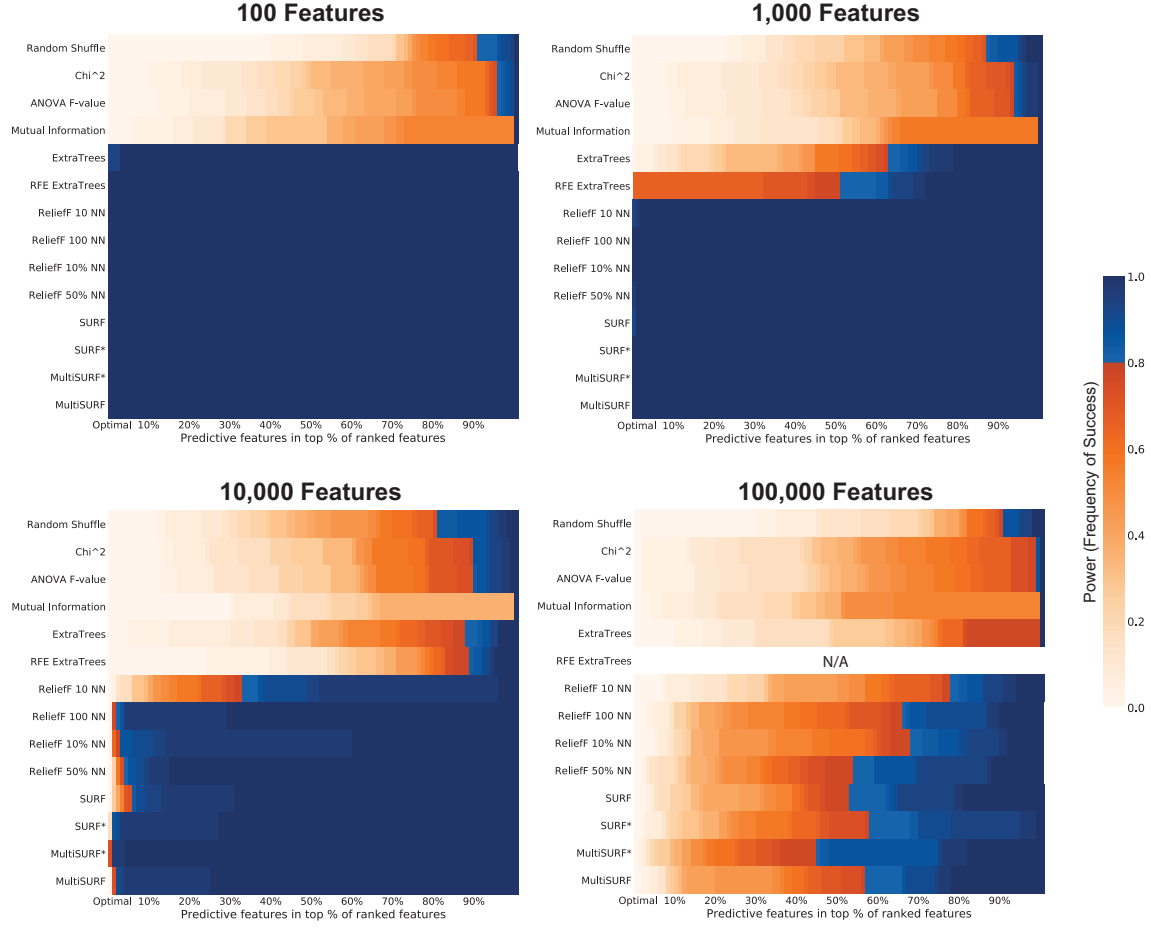 100 Features
Random Shuffle
Chi^2
ANOVA F-value
Mutual Information
ExtraTrees
RFE ExtraTrees
ReliefF 10 NN
ReliefF 100 NN
ReliefF 10% NN
ReliefF 50% NN
SURF
SURF*
MultiSURF*
MultiSURF
Optimal 10% 20% 30% 40% 50% 60% 70% 80% 90%
Predictive features in top % of ranked features
1,000 Features
Random Shuffle
Chi^2
ANOVA F-value
Mutual Information
ExtraTrees
RFE ExtraTrees
ReliefF 10 NN
ReliefF 100 NN
ReliefF 10% NN
ReliefF 50% NN
SURF
SURF*
MultiSURF*
MultiSURF
Optimal 10% 20% 30% 40% 50% 60% 70% 80% 90%
Predictive features in top % of ranked features
10,000 Features
Random Shuffle
Chi^2
ANOVA F-value
Mutual Information
ExtraTrees
RFE ExtraTrees
ReliefF 10 NN
ReliefF 100 NN
ReliefF 10% NN
ReliefF 50% NN
SURF
SURF*
MultiSURF*
MultiSURF
Optimal 10% 20% 30% 40% 50% 60% 70% 80% 90%
Predictive features in top % of ranked features
100,000 Features
Random Shuffle
Chi^2
ANOVA F-value
Mutual Information
ExtraTrees
RFE ExtraTrees
N/A
ReliefF 10 NN
ReliefF 100 NN
ReliefF 10% NN
ReliefF 50% NN
SURF
SURF*
MultiSURF*
MultiSURF
Optimal 10% 20% 30% 40% 50% 60% 70% 80% 90%
Predictive features in top % of ranked features
Power (Frequency of Success)
1.0
0.8
0.6
0.4
0.2
0.0